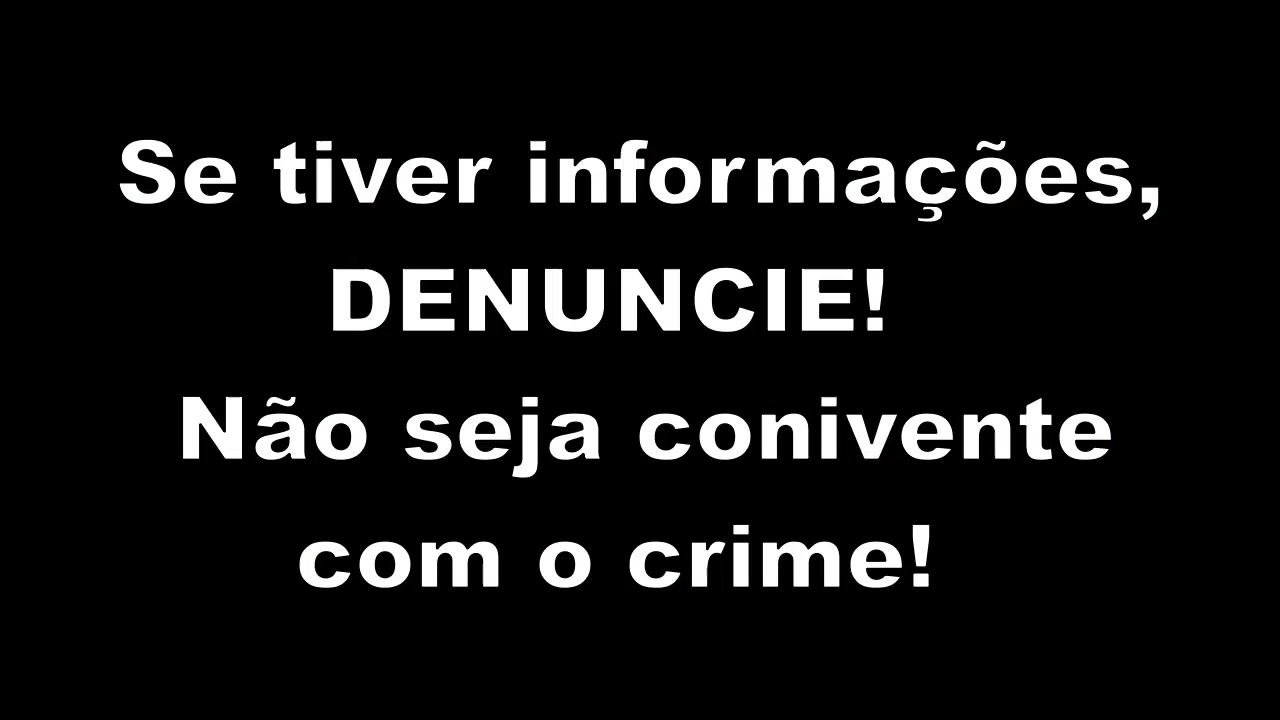 Se tiver informações,
DENUNCIE!
Não seja conivente
com o crime!